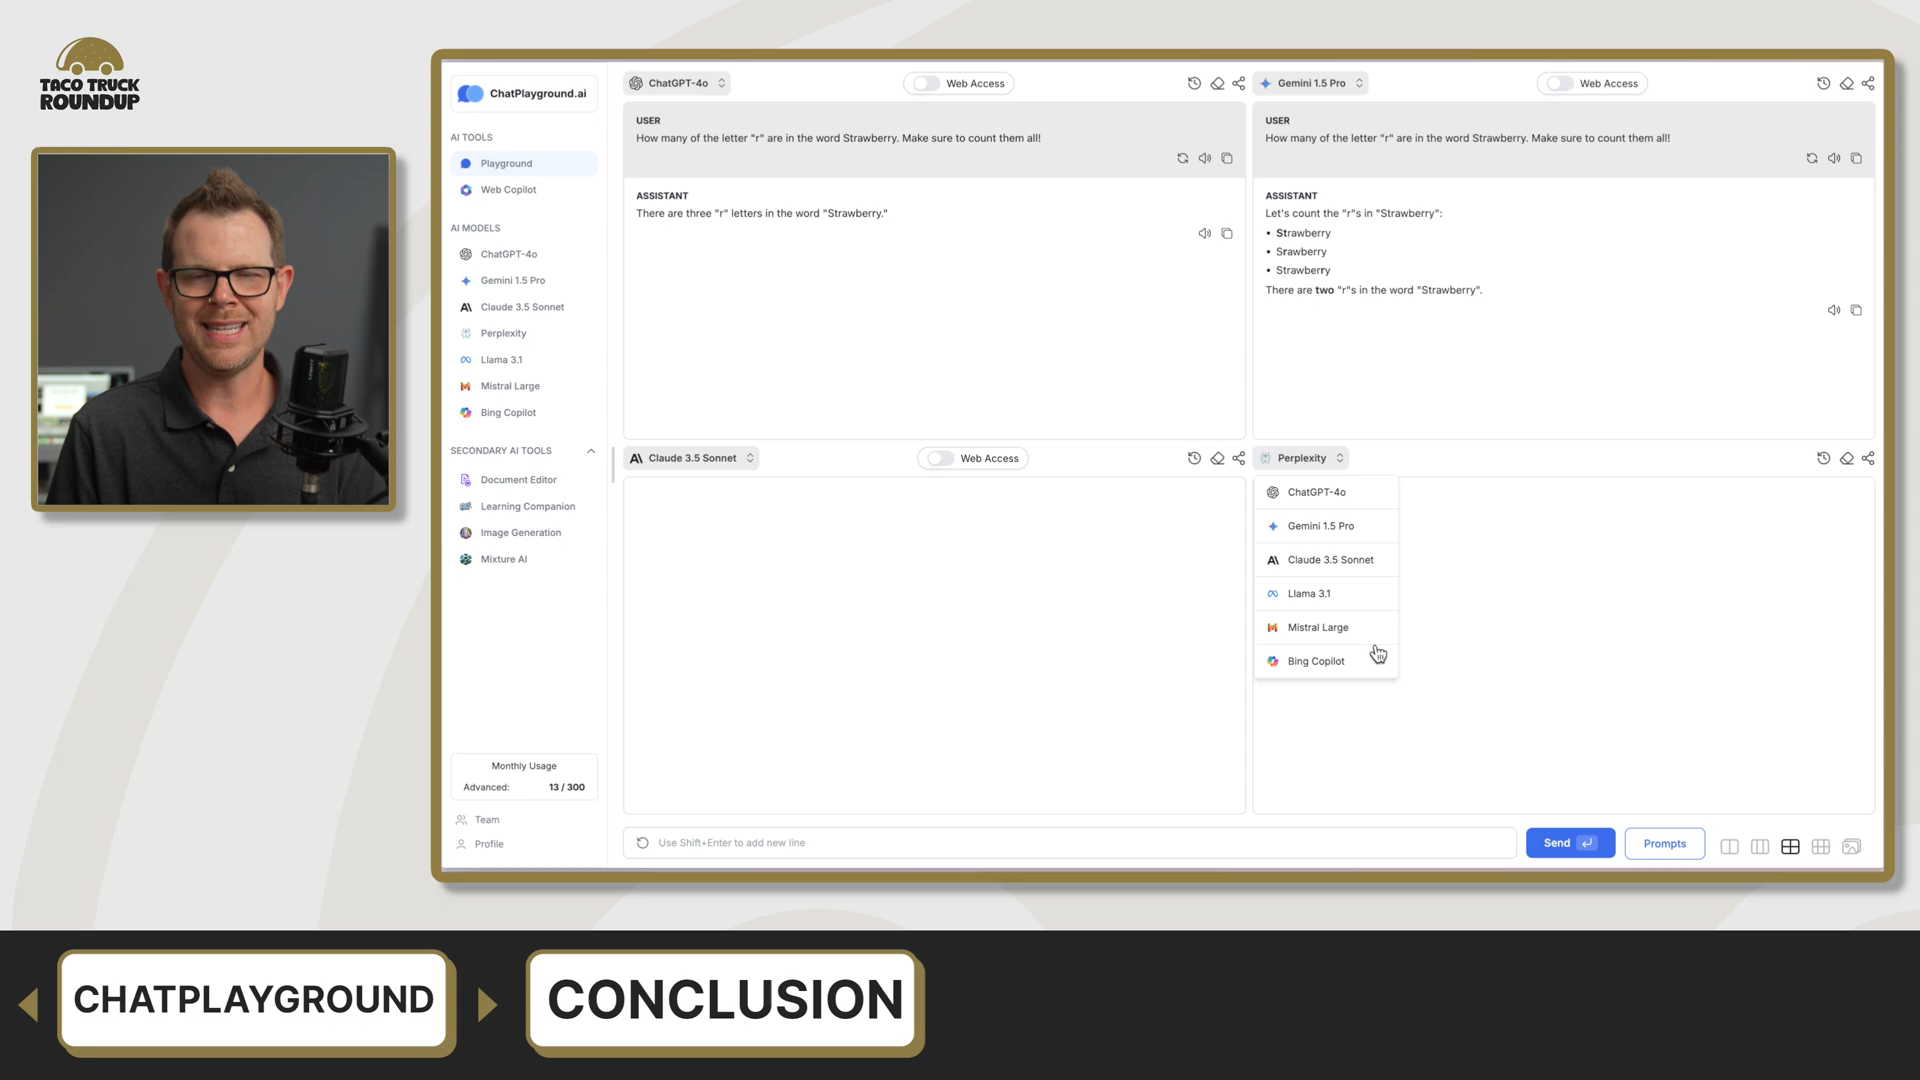 TACO TRUCK
ROUNDUP
ChatPlayground.ai
AI TOOLS
Playground
Web Copilot
AI MODELS
ChatGPT-4o
Gemini 1.5 Pro
Claude 3.5 Sonnet
Perplexity
Llama 3.1
Mistral Large
Bing Copilot
SECONDARY AI TOOLS
Document Editor
Learning Companion
Image Generation
Mixture AI
Monthly Usage
Advanced: 13 / 300
Team
Profile
ChatGPT-4o
Web Access
USER
How many of the letter "r" are in the word Strawberry. Make sure to count them all!
ASSISTANT
There are three "r" letters in the word "Strawberry."
Gemini 1.5 Pro
Web Access
USER
How many of the letter "r" are in the word Strawberry. Make sure to count them all!
ASSISTANT
Let's count the "r"s in "Strawberry":
• Strawberry
• Srawberry
• Strawberry
There are two "r"s in the word "Strawberry".
Claude 3.5 Sonnet
Web Access
Perplexity
ChatGPT-4o
Gemini 1.5 Pro
Claude 3.5 Sonnet
Llama 3.1
Mistral Large
Bing Copilot
Use Shift+Enter to add new line
Send
Prompts
CHATPLAYGROUND
CONCLUSION